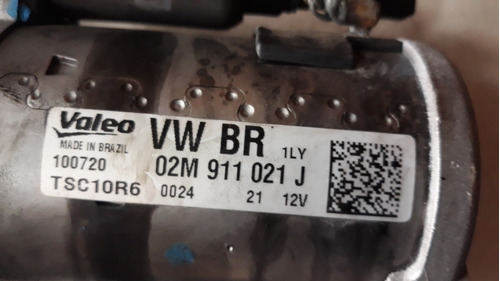 Valeo VW BR 1LY
MADE IN BRAZIL
100720 02M 911 021 J
TSC10R6 0024 21 12V